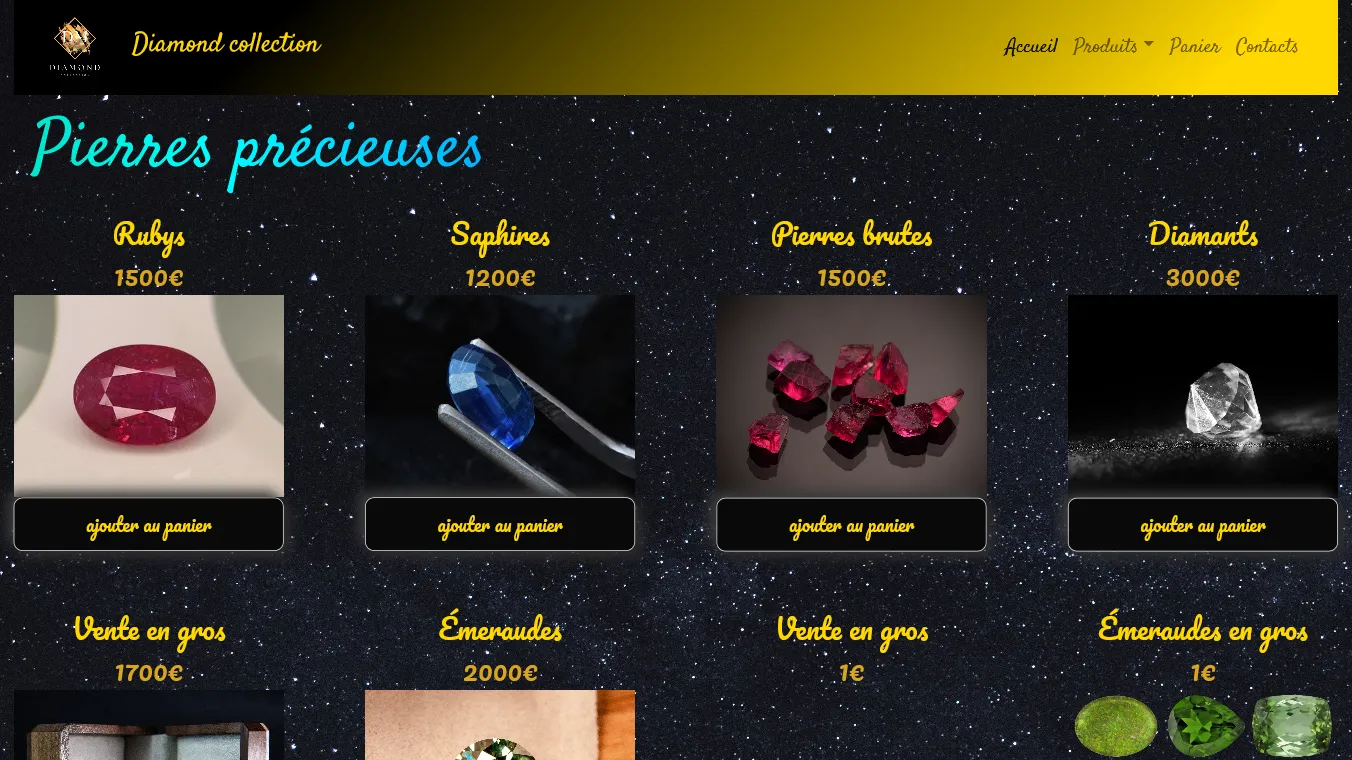 DIAMOND
Diamond collection
Accueil
Produits
Panier
Contacts
Pierres précieuses
Rubys
1500€
ajouter au panier
Saphires
1200€
ajouter au panier
Pierres brutes
1500€
ajouter au panier
Diamants
3000€
ajouter au panier
Vente en gros
1700€
Émeraudes
2000€
Vente en gros
1€
Émeraudes en gros
1€